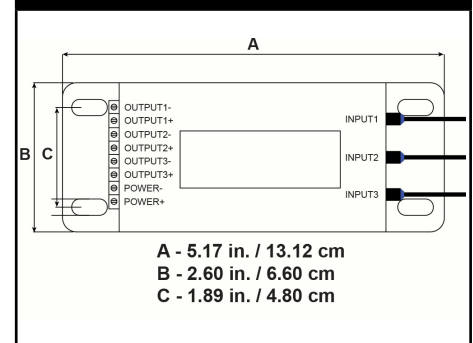 A
B
C
OUTPUT1-
OUTPUT1+
OUTPUT2-
OUTPUT2+
OUTPUT3-
OUTPUT3+
POWER-
POWER+
INPUT1
INPUT2
INPUT3
A - 5.17 in. / 13.12 cm
B - 2.60 in. / 6.60 cm
C - 1.89 in. / 4.80 cm